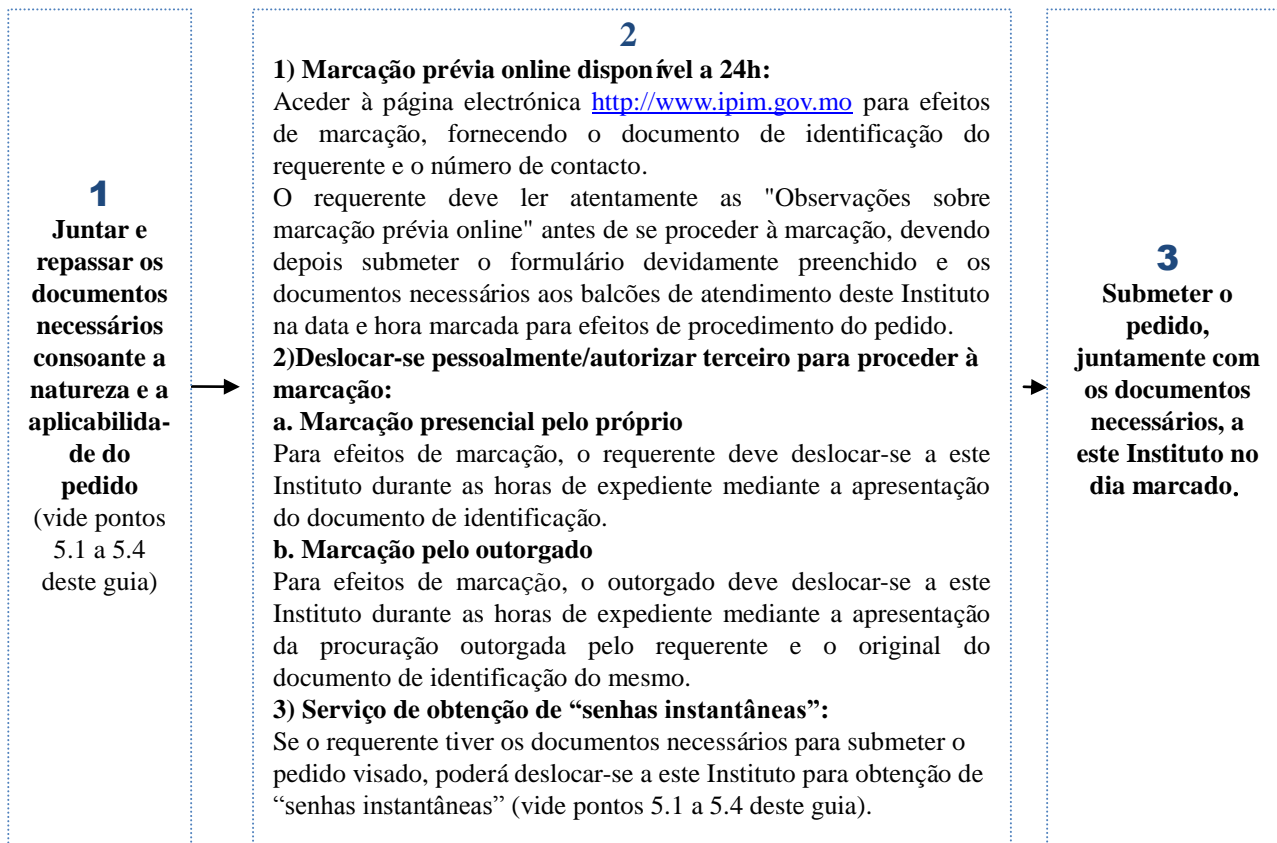 1
Juntar e
repassar os
documentos
necessários
consoante a
natureza e a
aplicabilida-
de do
pedido
(vide pontos
5.1 a 5.4
deste guia)
2
1) Marcação prévia online disponível a 24h:
Aceder à página electrónica http://www.ipim.gov.mo para efeitos
de marcação, fornecendo o documento de identificação do
requerente e o número de contacto.
O requerente deve ler atentamente as "Observações sobre
marcação prévia online" antes de se proceder à marcação, devendo
depois submeter o formulário devidamente preenchido e os
documentos necessários aos balcões de atendimento deste Instituto
na data e hora marcada para efeitos de procedimento do pedido.
2)Deslocar-se pessoalmente/autorizar terceiro para proceder à
marcação:
a. Marcação presencial pelo próprio
Para efeitos de marcação, o requerente deve deslocar-se a este
Instituto durante as horas de expediente mediante a apresentação
do documento de identificação.
b. Marcação pelo outorgado
Para efeitos de marcação, o outorgado deve deslocar-se a este
Instituto durante as horas de expediente mediante a apresentação
da procuração outorgada pelo requerente e o original do
documento de identificação do mesmo.
3) Serviço de obtenção de “senhas instantâneas”:
Se o requerente tiver os documentos necessários para submeter o
pedido visado, poderá deslocar-se a este Instituto para obtenção de
“senhas instantâneas” (vide pontos 5.1 a 5.4 deste guia).
3
Submeter o
pedido,
juntamente com
os documentos
necessários, a
este Instituto no
dia marcado.